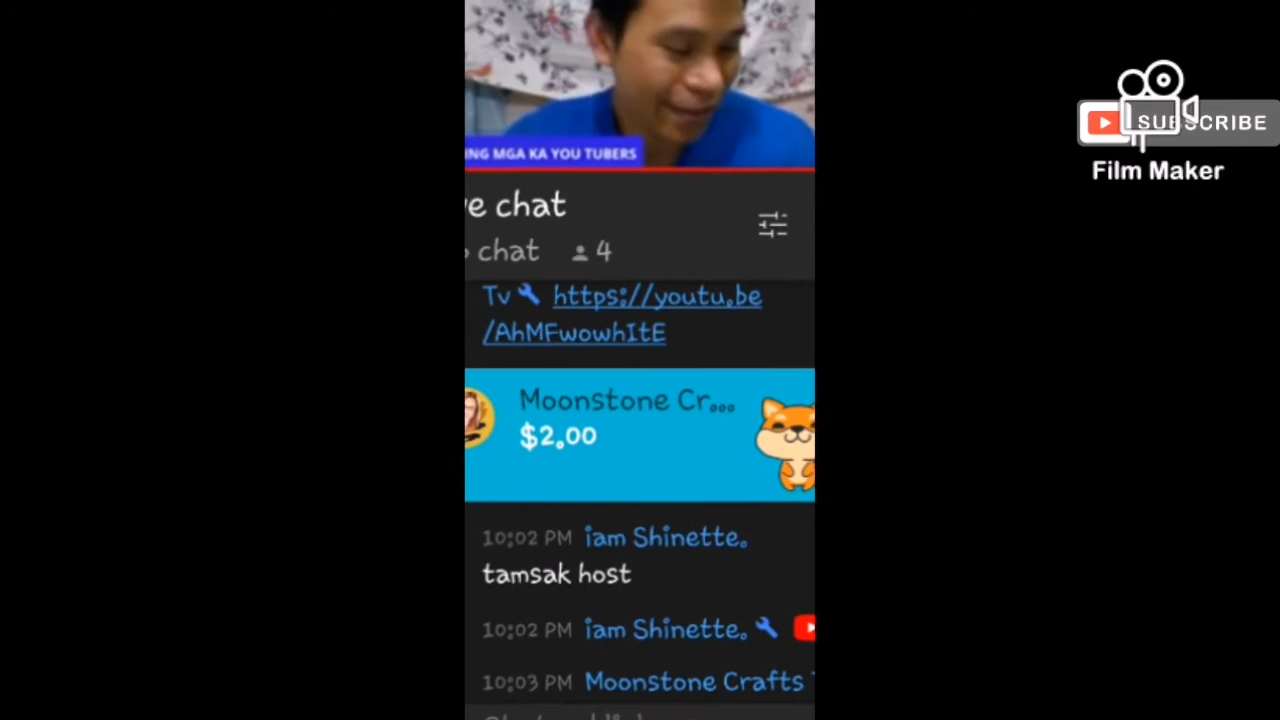 ING MGA KA YOU TUBERS
SUBSCRIBE
Film Maker
e chat
chat 4
Tv https://youtu.be
/AhMFwowhItE
Moonstone Cr...
$2.00
10:02 PM iam Shinette.
tamsak host
10:02 PM iam Shinette.
10:03 PM Moonstone Crafts